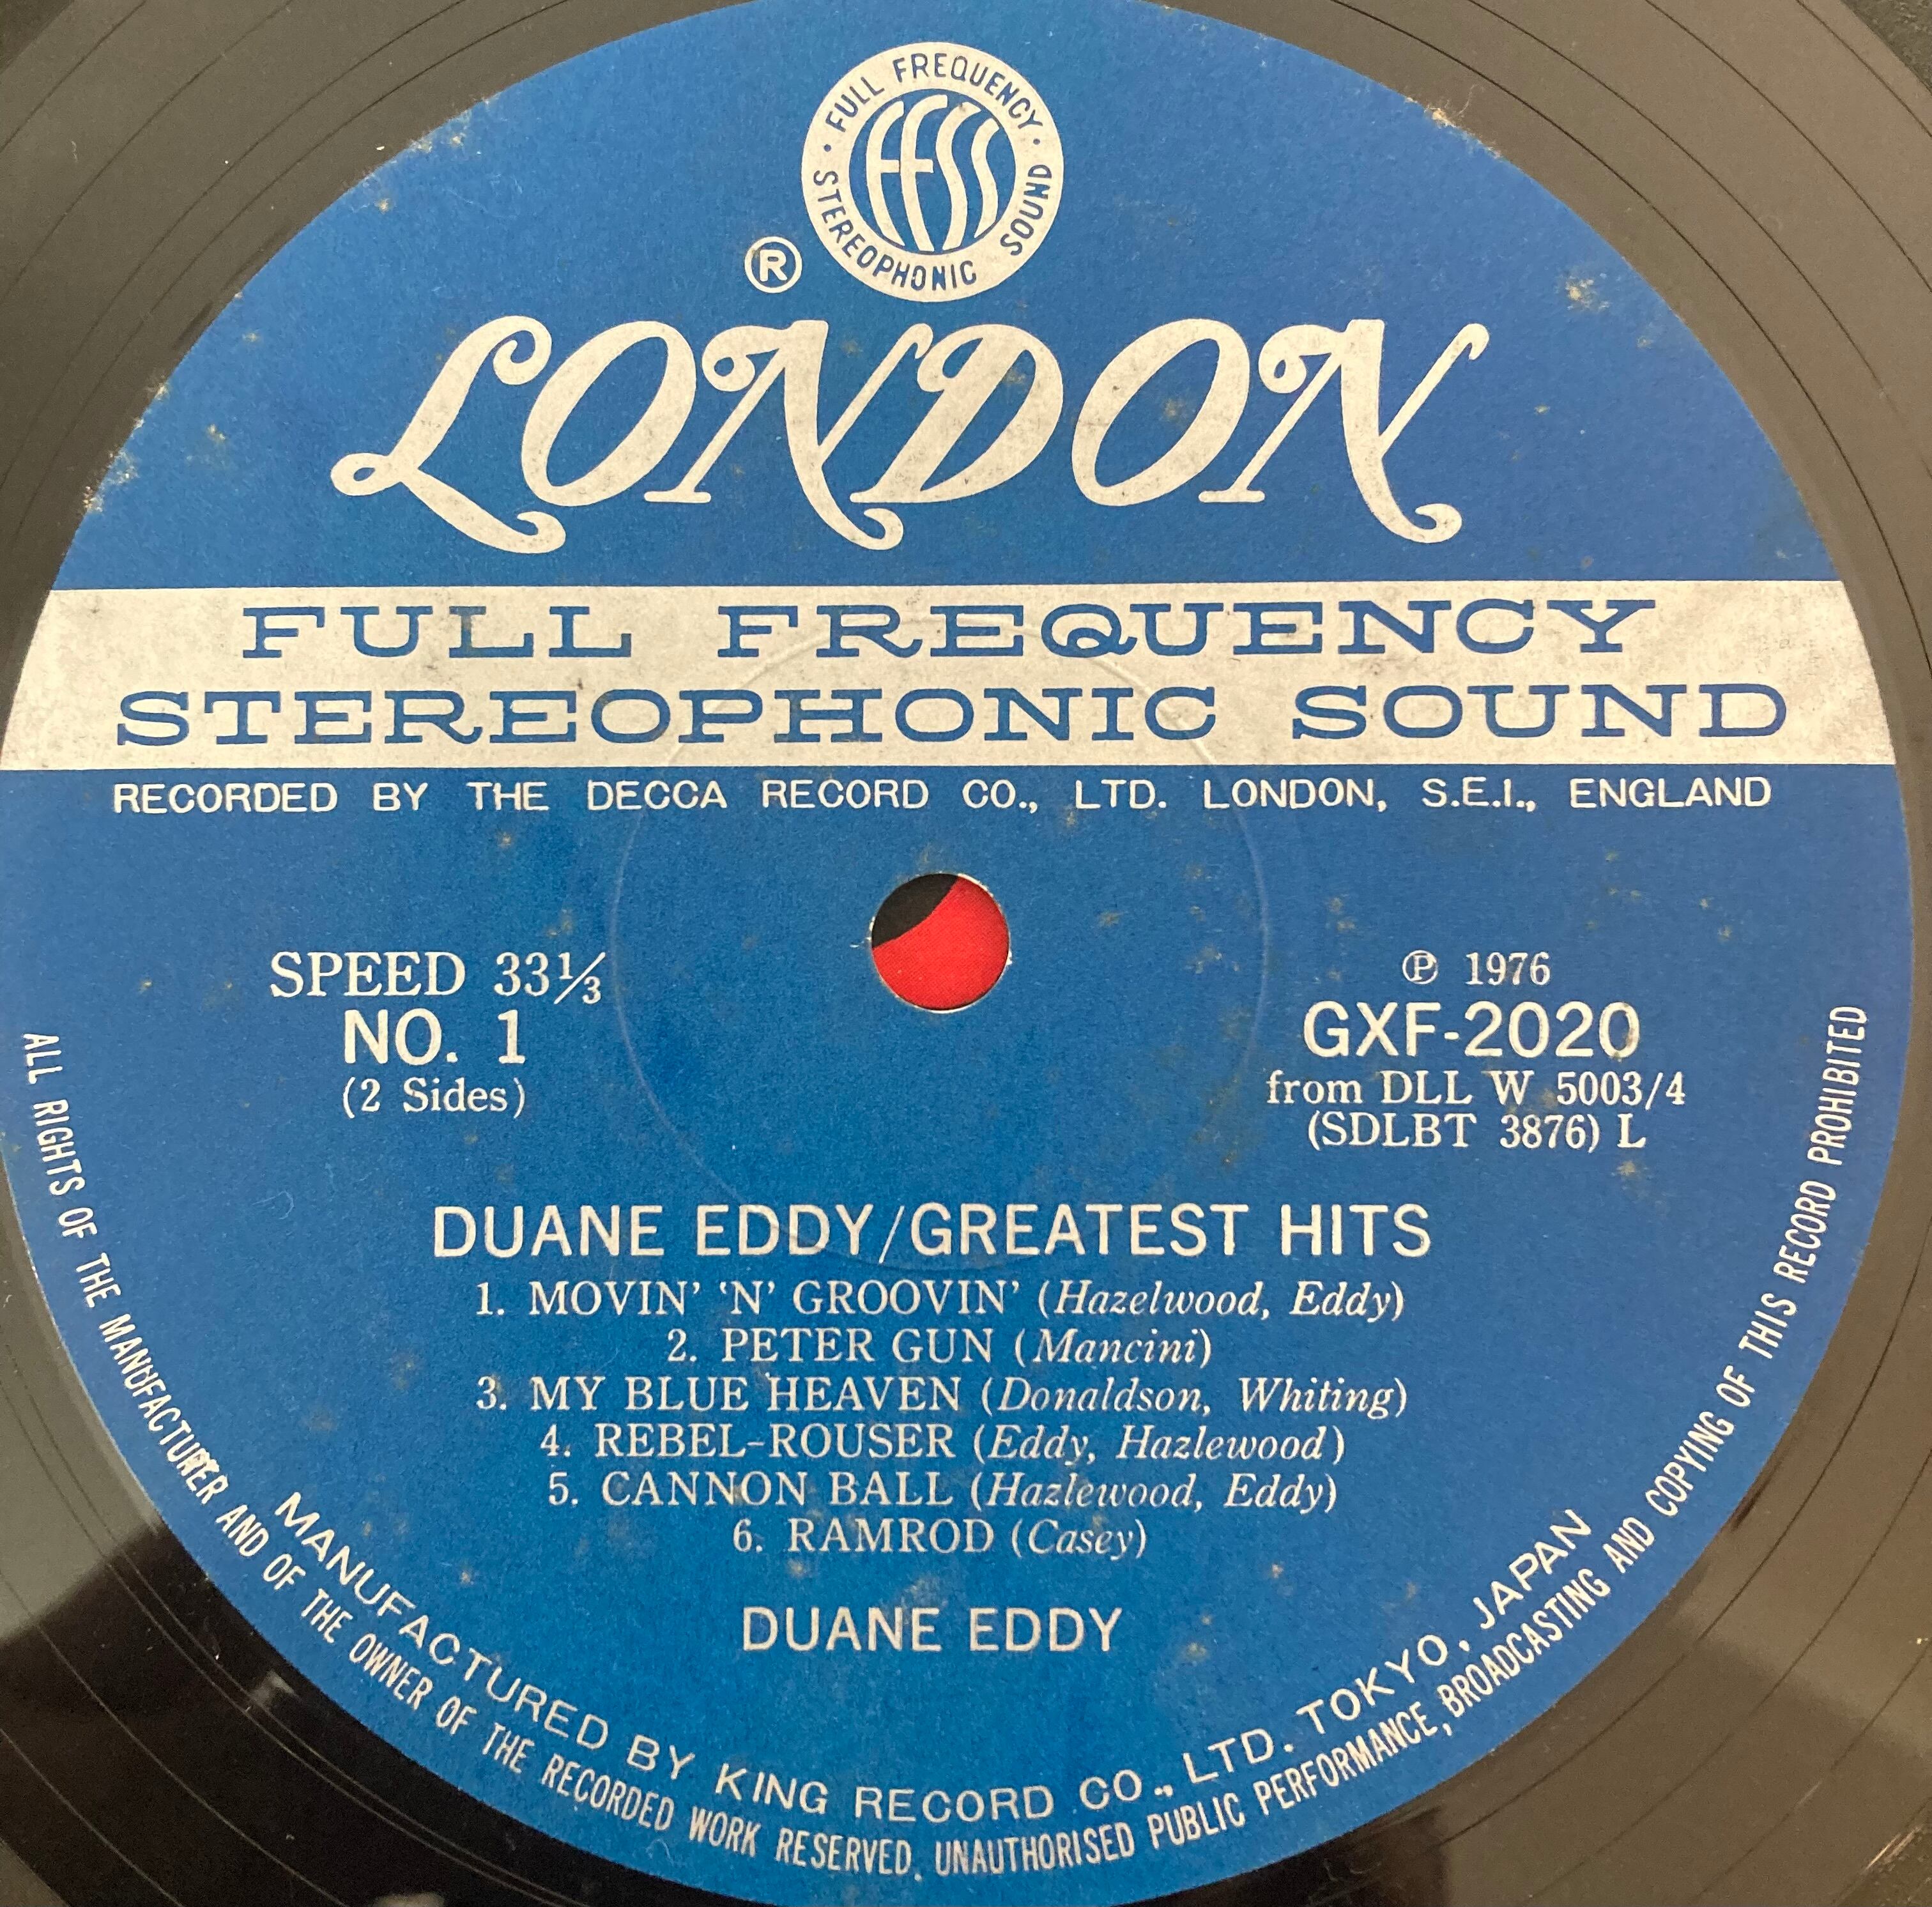 FULL FREQUENCY
STEREOPHONIC SOUND
FFSS
®
LONDON
FULL FREQUENCY
STEREOPHONIC SOUND
RECORDED BY THE DECCA RECORD CO., LTD. LONDON, S.E.I., ENGLAND
SPEED 33⅓
NO. 1
(2 Sides)
℗ 1976
GXF-2020
from DLL W 5003/4
(SDLBT 3876) L
DUANE EDDY/GREATEST HITS
1. MOVIN' 'N' GROOVIN' (Hazelwood, Eddy)
2. PETER GUN (Mancini)
3. MY BLUE HEAVEN (Donaldson, Whiting)
4. REBEL-ROUSER (Eddy, Hazlewood)
5. CANNON BALL (Hazlewood, Eddy)
6. RAMROD (Casey)
DUANE EDDY
MANUFACTURED BY KING RECORD CO., LTD. TOKYO, JAPAN
ALL RIGHTS OF THE MANUFACTURER AND OF THE OWNER OF THE RECORDED WORK RESERVED. UNAUTHORISED PUBLIC PERFORMANCE, BROADCASTING AND COPYING OF THIS RECORD PROHIBITED